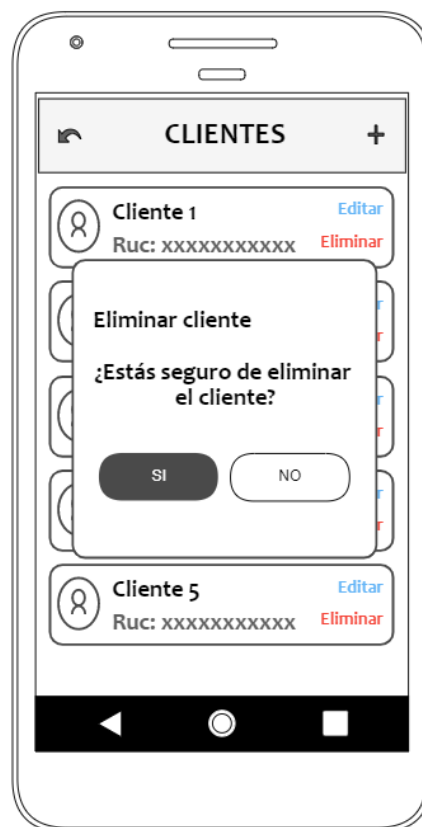 CLIENTES
Cliente 1
Editar
Ruc: xxxxxxxxxxx
Eliminar
Eliminar cliente
¿Estás seguro de eliminar
el cliente?
SI
NO
Cliente 5
Editar
Ruc: xxxxxxxxxxx
Eliminar